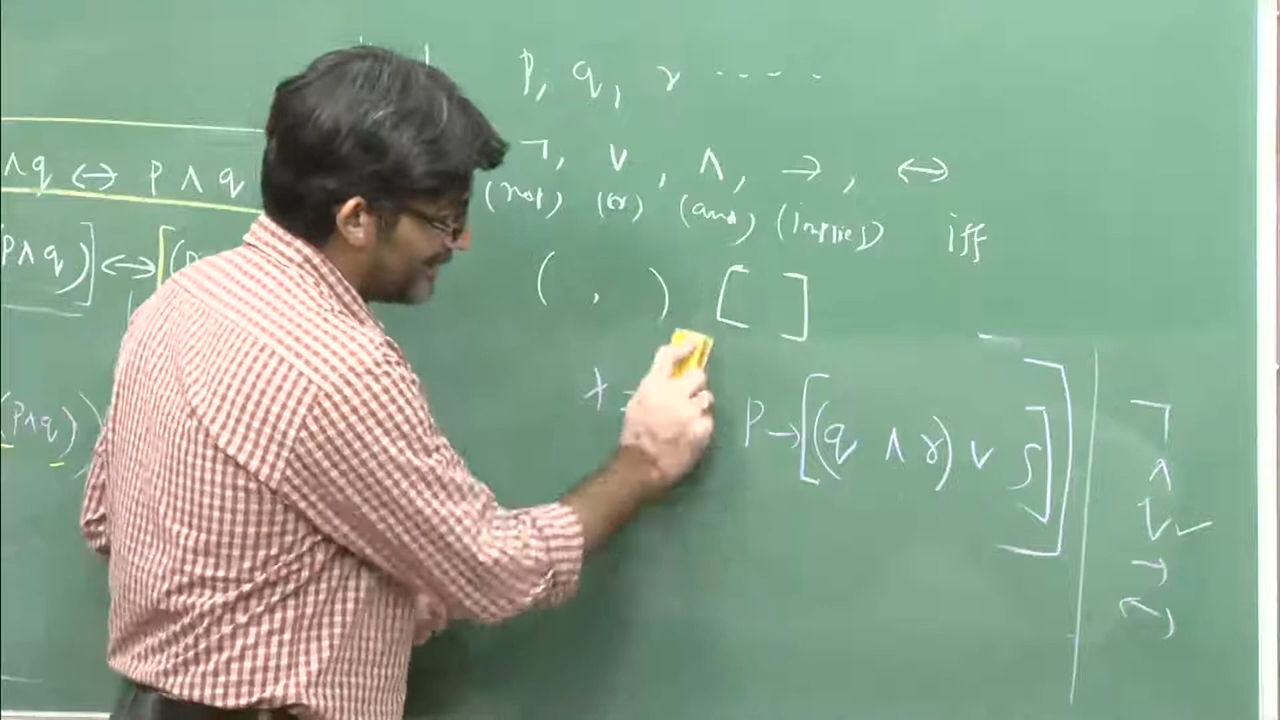 p, q, r -----
¬, ∨, ∧, →, ↔
(not) (or) (and) (implies) iff
( , ) [ ]
∧q ↔ p∧q
p∧q)] ↔ [(p
(p∧q))
p→[(q ∧ r) ∨ s]]
¬
∧
∨✓
→
↔